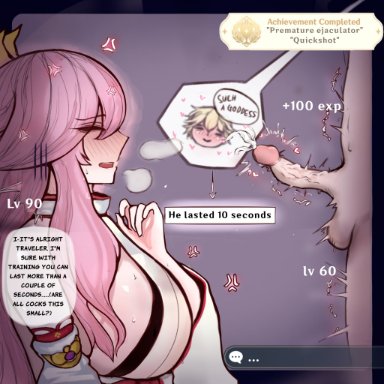 Achievement Completed
"Premature ejaculator"
"Quickshot"
SUCH
A GODDESS
+100 exp
Lv 90
He lasted 10 seconds
I-IT'S ALRIGHT
TRAVELER I'M
SURE WITH
TRAINING YOU CAN
LAST MORE THAN A
COUPLE OF
SECONDS....(ARE
ALL COCKS THIS
SMALL?)
lv 60
...